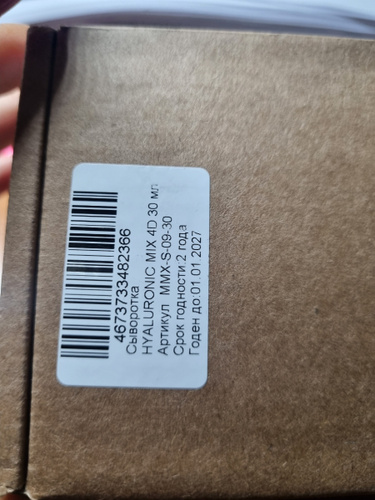 4673733482366
Сыворотка
HYALURONIC MIX 4D 30 мл
Артикул MMX-S-09-30
Срок годности:2 года
Годен до:01.01.2027